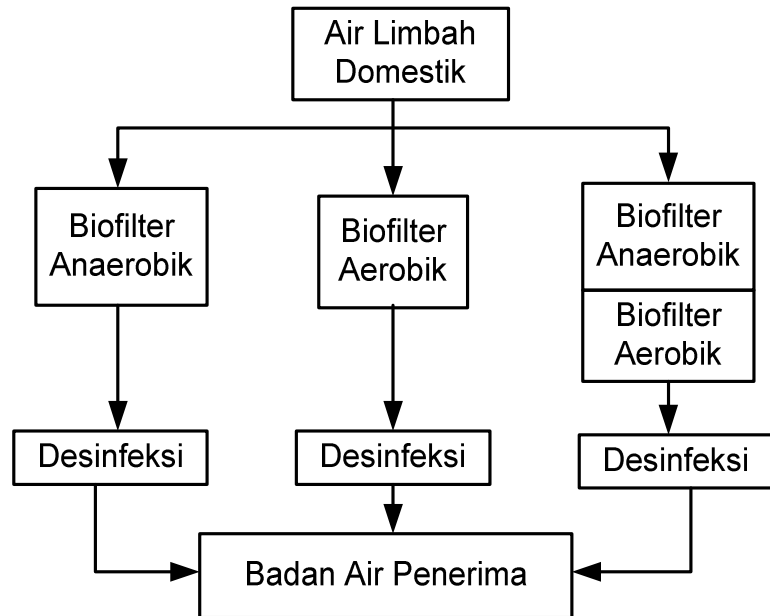 Air Limbah
Domestik
Biofilter
Anaerobik
Biofilter
Aerobik
Biofilter
Anaerobik
Biofilter
Aerobik
Desinfeksi
Desinfeksi
Desinfeksi
Badan Air Penerima